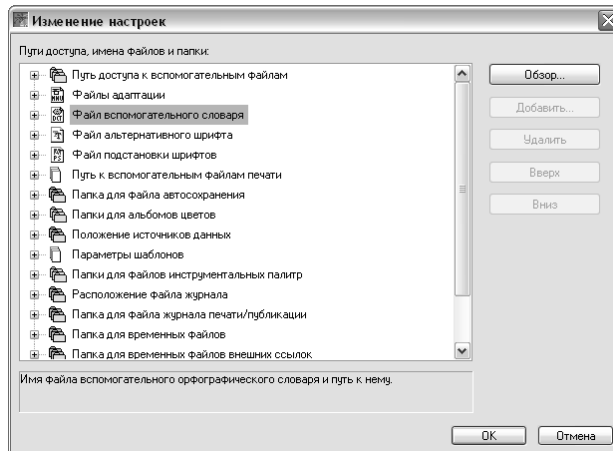 Изменение настроек
Пути доступа, имена файлов и папки:
Путь доступа к вспомогательным файлам
Файлы адаптации
Файл вспомогательного словаря
Файл альтернативного шрифта
Файл подстановки шрифтов
Путь к вспомогательным файлам печати
Папка для файла автосохранения
Папки для альбомов цветов
Положение источников данных
Параметры шаблонов
Папки для файлов инструментальных палитр
Расположение файла журнала
Папка для файла журнала печати/публикации
Папка для временных файлов
Папка для временных файлов внешних ссылок
Обзор...
Добавить...
Удалить
Вверх
Вниз
Имя файла вспомогательного орфографического словаря и путь к нему.
OK Отмена